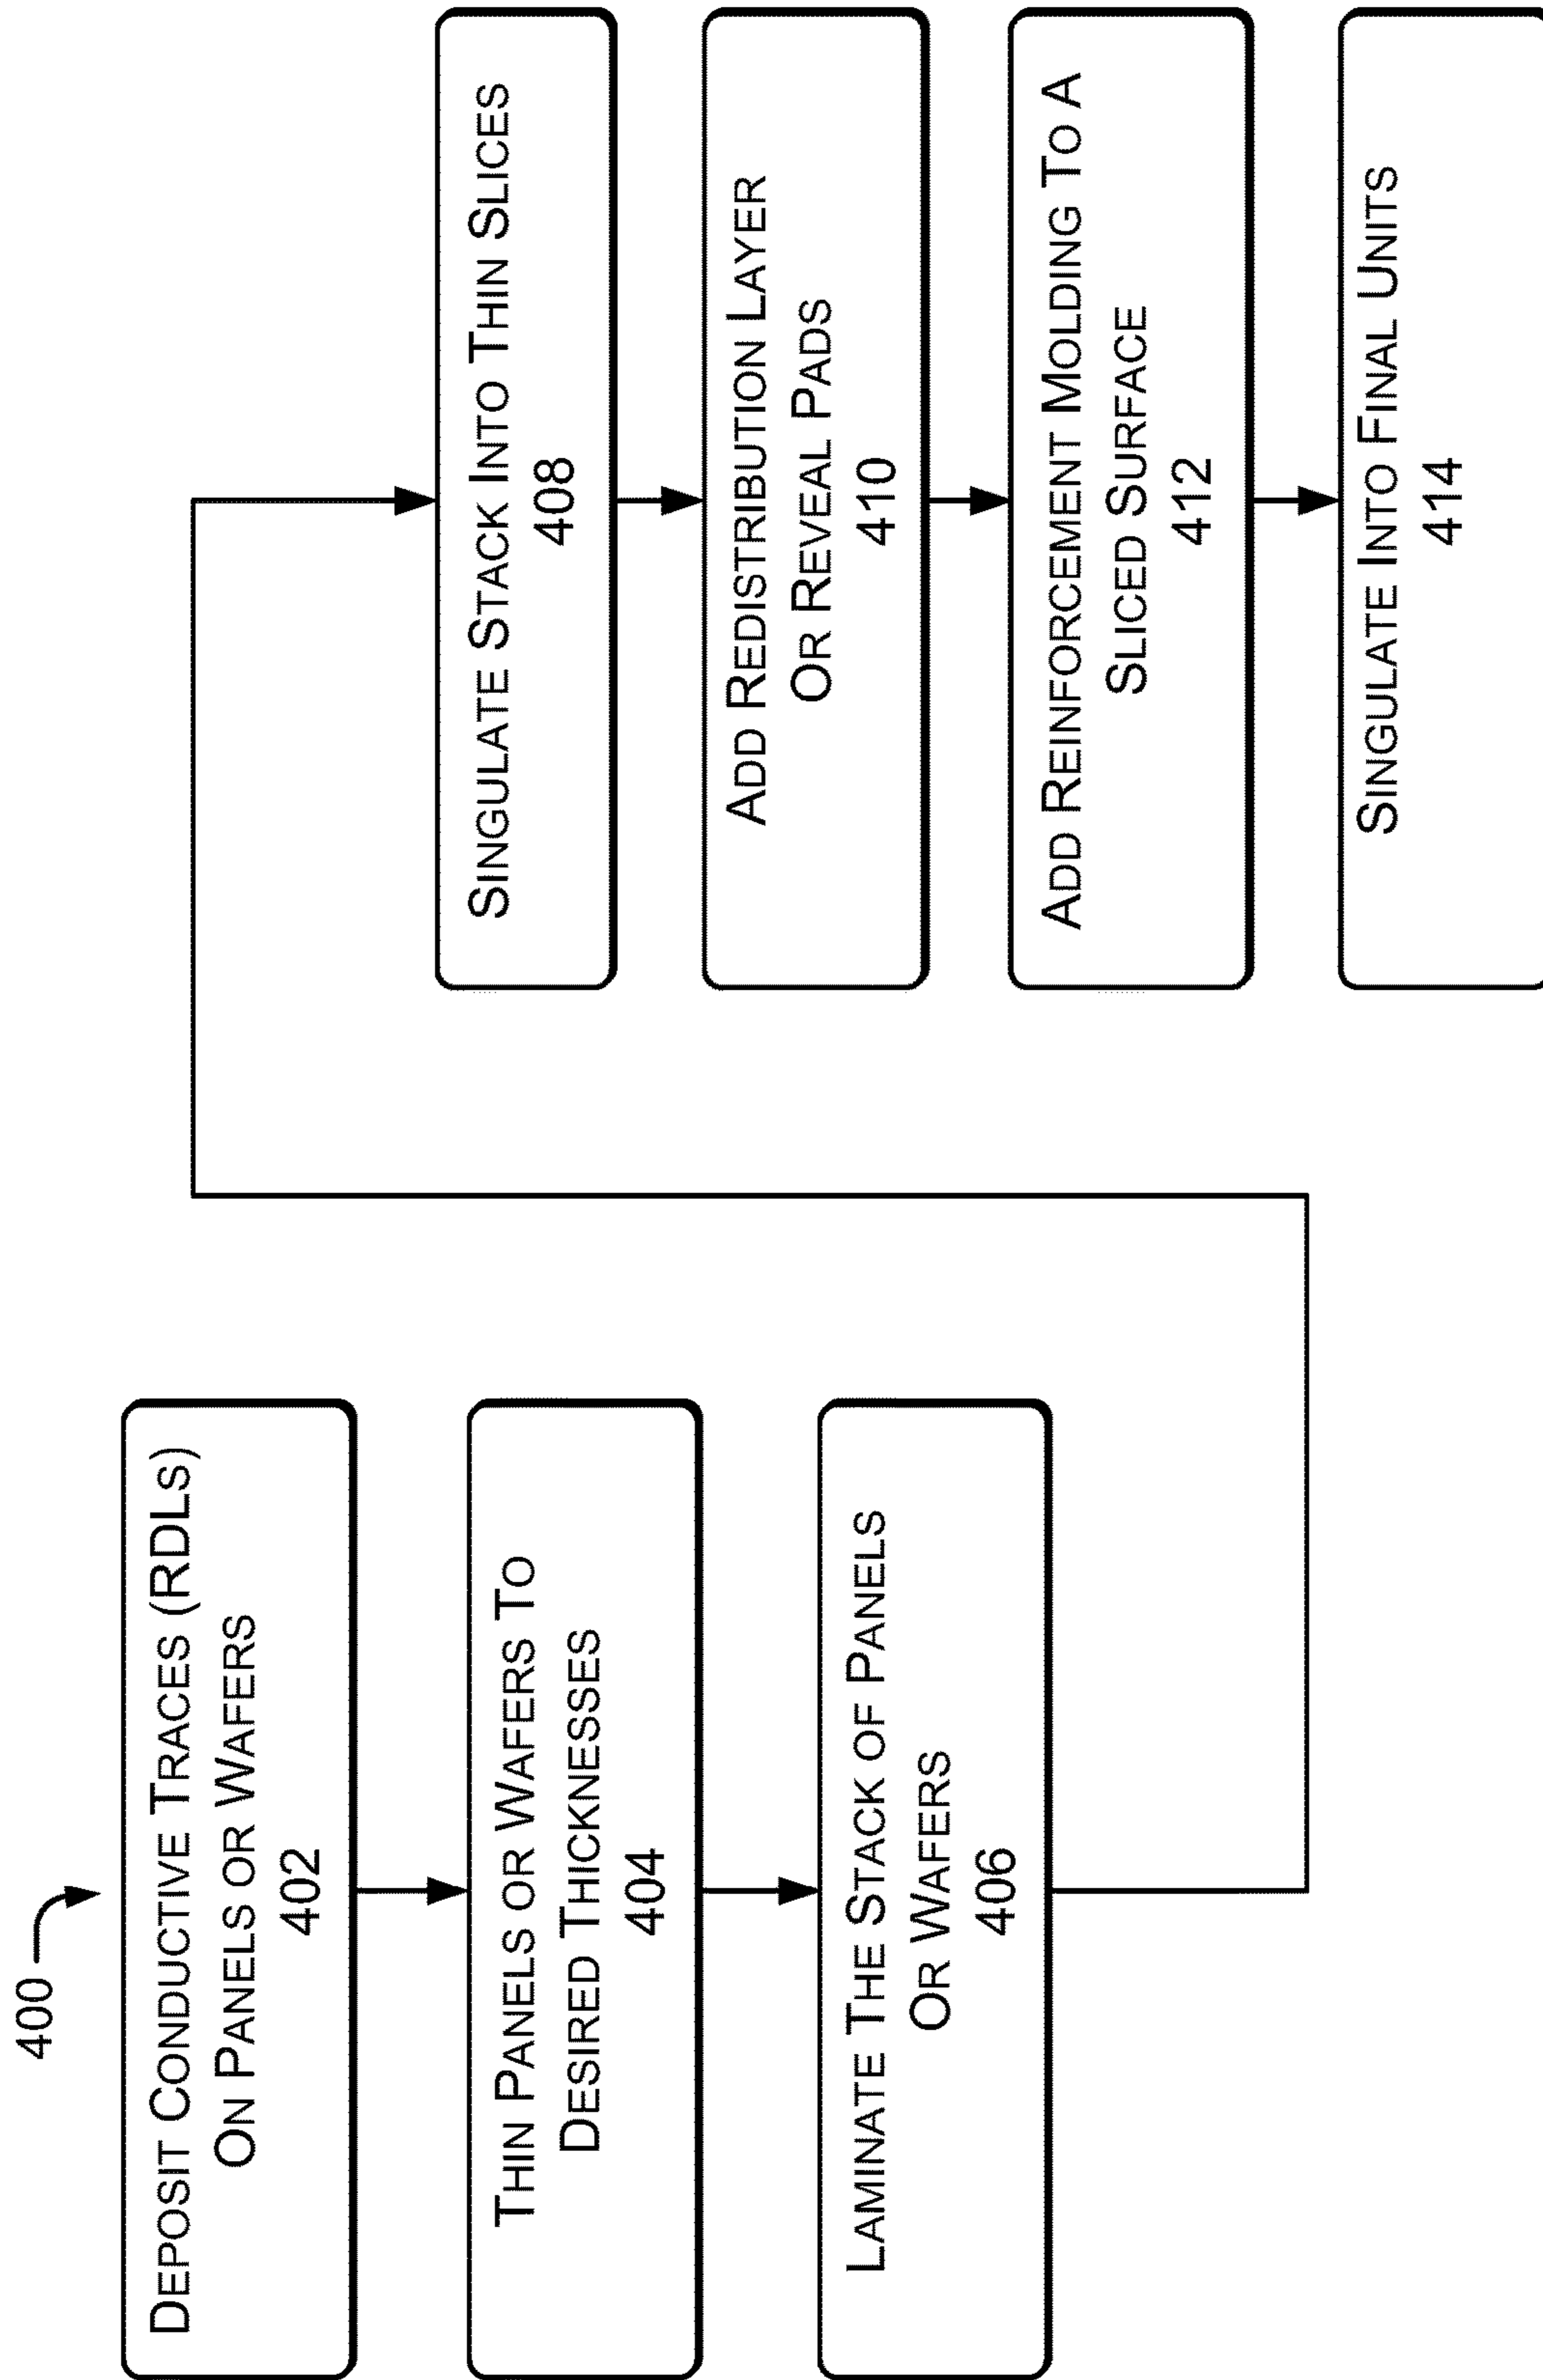 400
DEPOSIT CONDUCTIVE TRACES (RDLS)
ON PANELS OR WAFERS
402
THIN PANELS OR WAFERS TO
DESIRED THICKNESSES
404
LAMINATE THE STACK OF PANELS
OR WAFERS
406
SINGULATE STACK INTO THIN SLICES
408
ADD REDISTRIBUTION LAYER
OR REVEAL PADS
410
ADD REINFORCEMENT MOLDING TO A
SLICED SURFACE
412
SINGULATE INTO FINAL UNITS
414